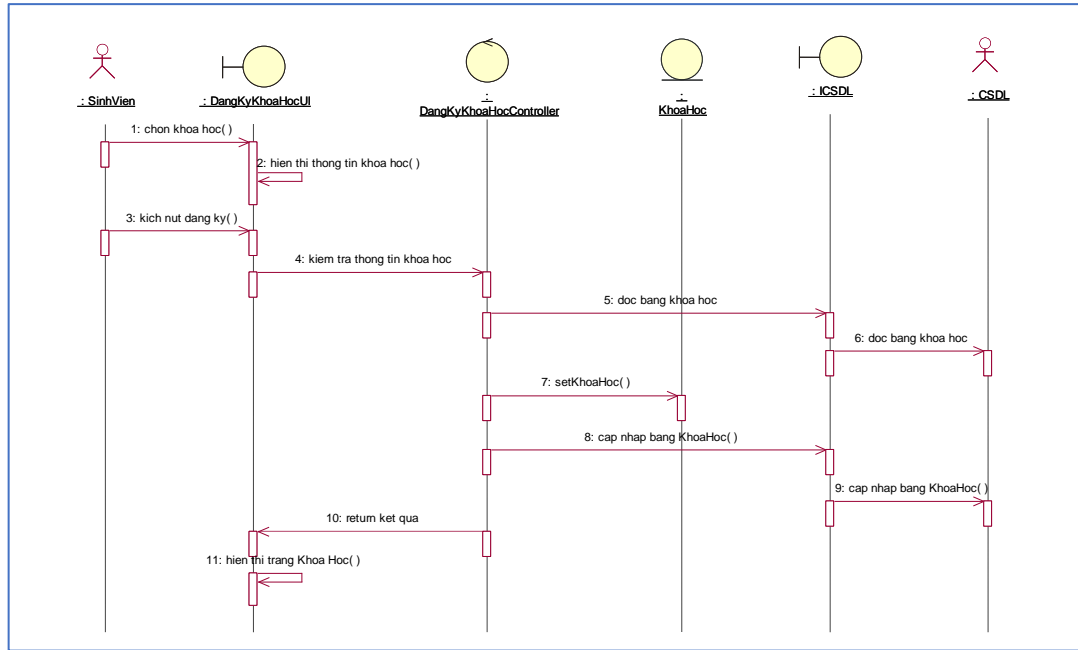 : SinhVien
: DangKyKhoaHocUI
:
DangKyKhoaHocController
:
KhoaHoc
: ICSDL
: CSDL
1: chon khoa hoc( )
2: hien thi thong tin khoa hoc( )
3: kich nut dang ky( )
4: kiem tra thong tin khoa hoc
5: doc bang khoa hoc
6: doc bang khoa hoc
7: setKhoaHoc( )
8: cap nhap bang KhoaHoc( )
9: cap nhap bang KhoaHoc( )
10: return ket qua
11: hien thi trang Khoa Hoc( )